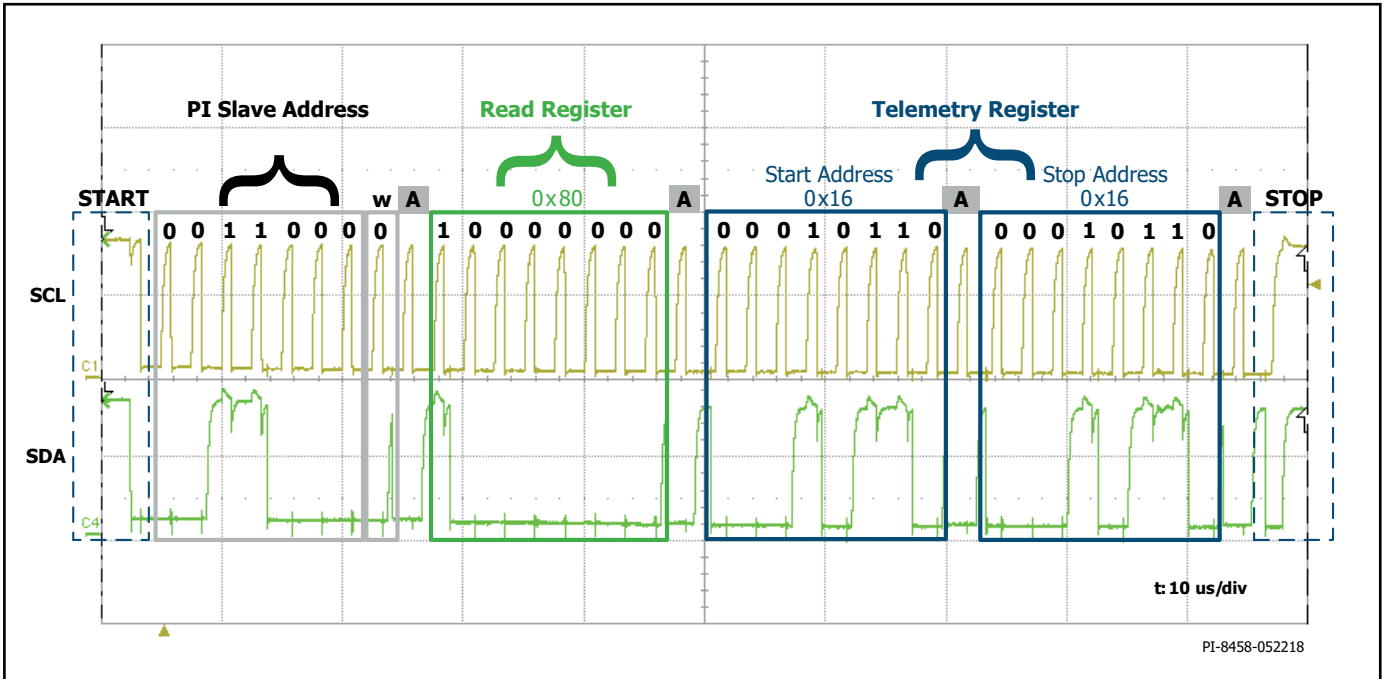 PI Slave Address
Read Register
Telemetry Register
START
w
A
0x80
A
Start Address
0x16
A
Stop Address
0x16
A
STOP
0 0 1 1 0 0 0 0 1 0 0 0 0 0 0 0 0 0 0 1 0 1 1 0 0 0 0 1 0 1 1 0
SCL
C1
SDA
C4
t: 10 us/div
PI-8458-052218